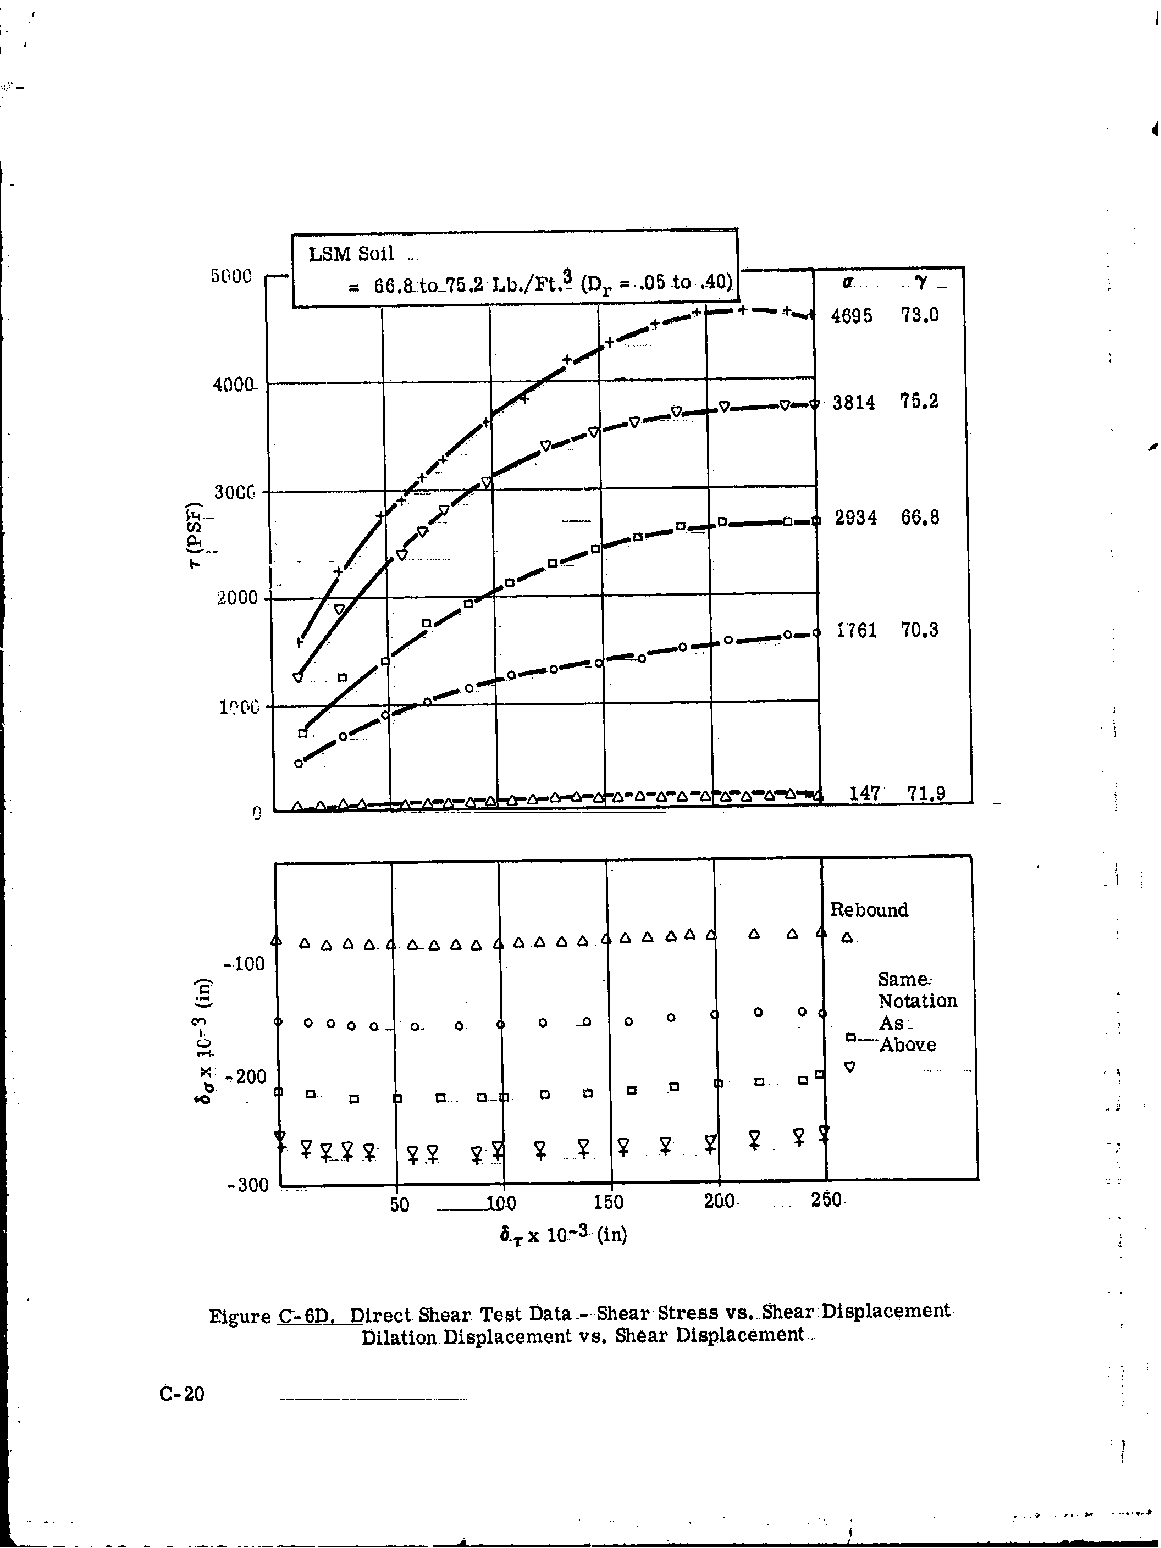 LSM Soil
= 66.8 to 75.2 Lb./Ft.3 (Dr = .05 to .40)
σ γ
5000
4695 73.0
4000
3814 75.2
3000
τ (PSF)
2934 66.8
2000
1761 70.3
1000
147 71.9
0
Rebound
-100
Same
Notation
As
Above
δσ x 10-3 (in)
-200
-300
50 100 150 200 250
δτ x 10-3 (in)
Figure C-6D. Direct Shear Test Data - Shear Stress vs. Shear Displacement
Dilation Displacement vs. Shear Displacement
C-20